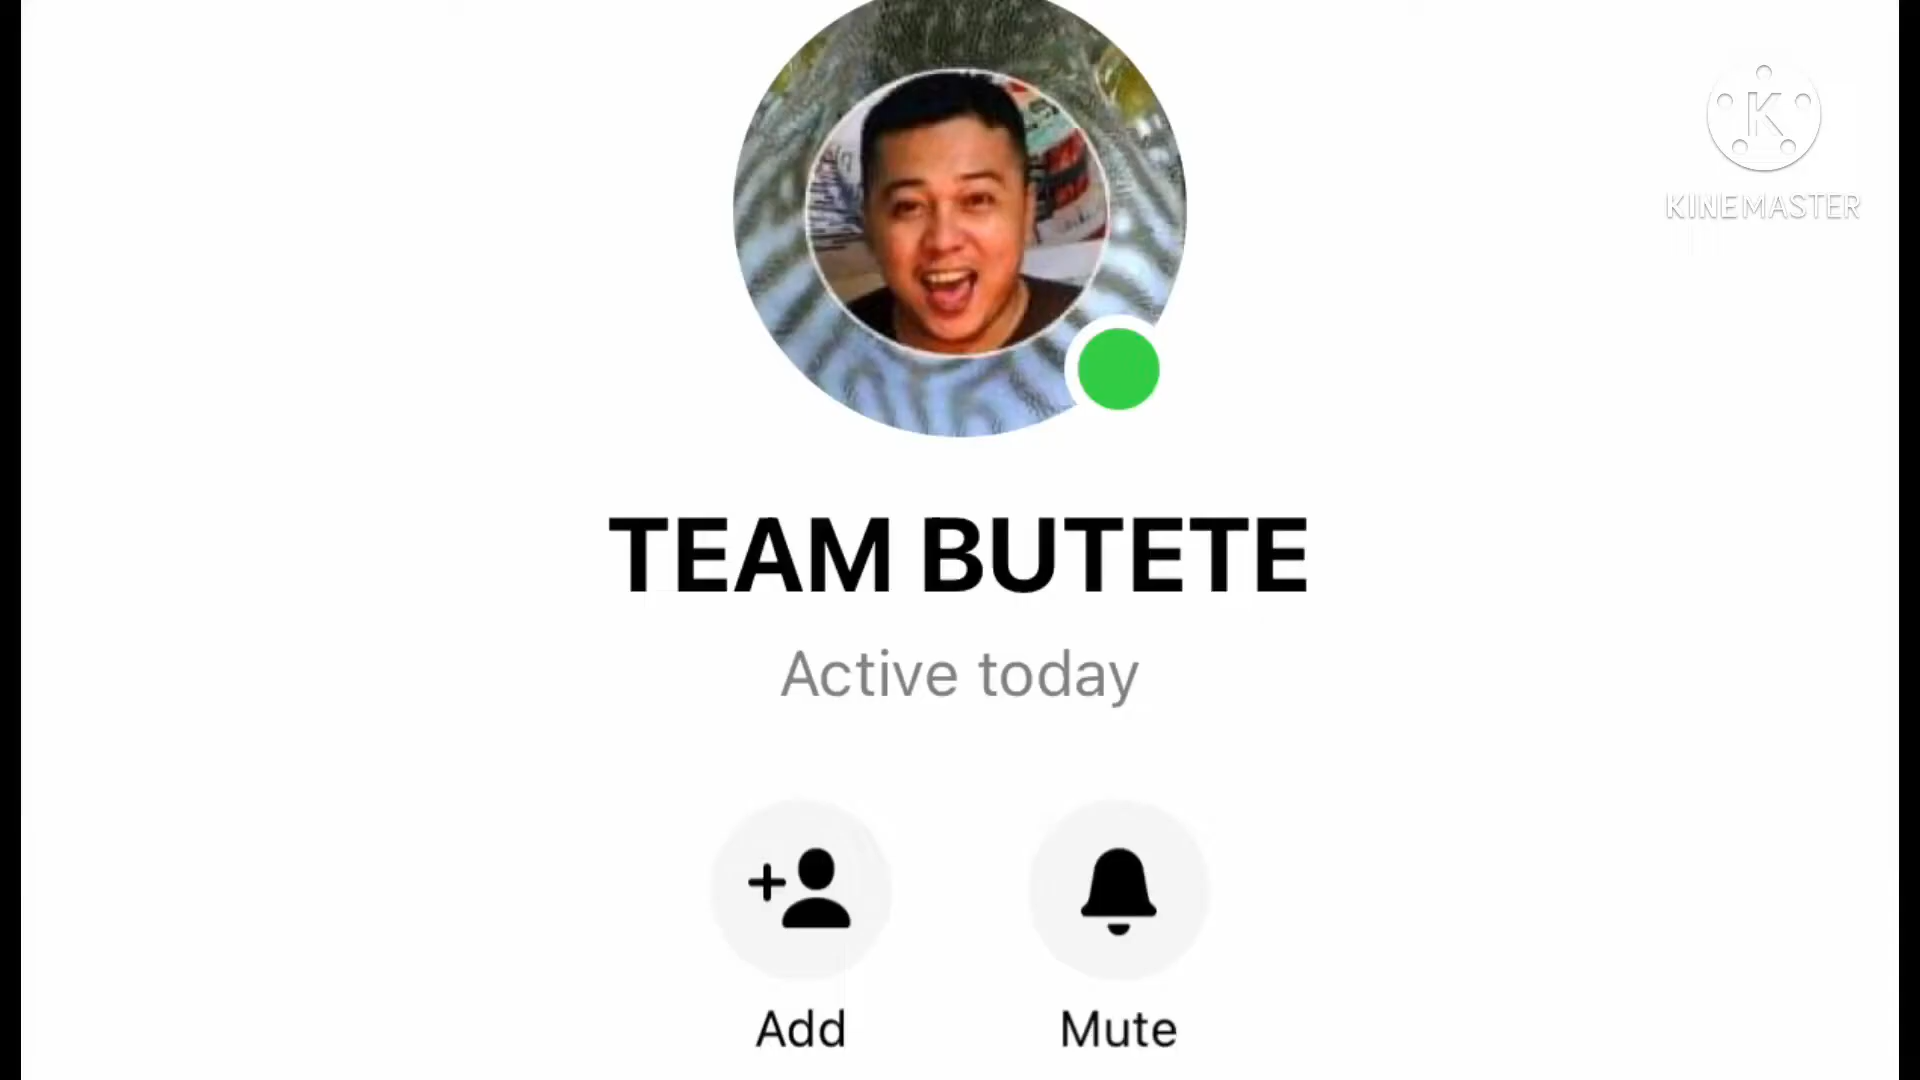 K
KINEMASTER
TEAM BUTETE
Active today
Add
Mute